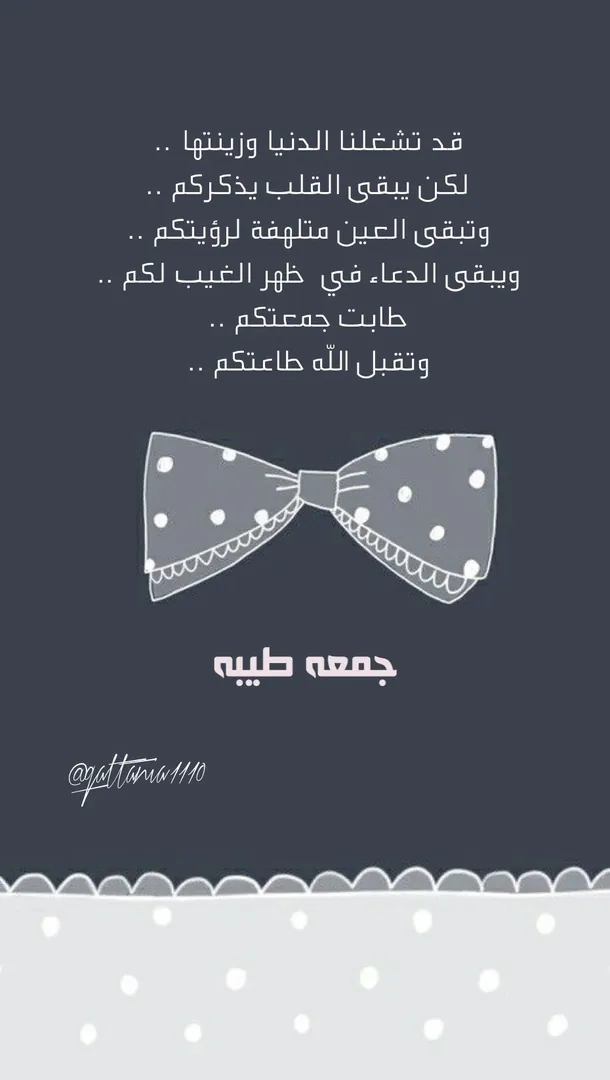 قد تشغلنا الدنيا وزينتها ..
لكن يبقى القلب يذكركم ..
وتبقى العين متلهفة لرؤيتكم ..
ويبقى الدعاء في ظهر الغيب لكم ..
طابت جمعتكم ..
وتقبل الله طاعتكم ..
جمعه طيبه
@qattama1110